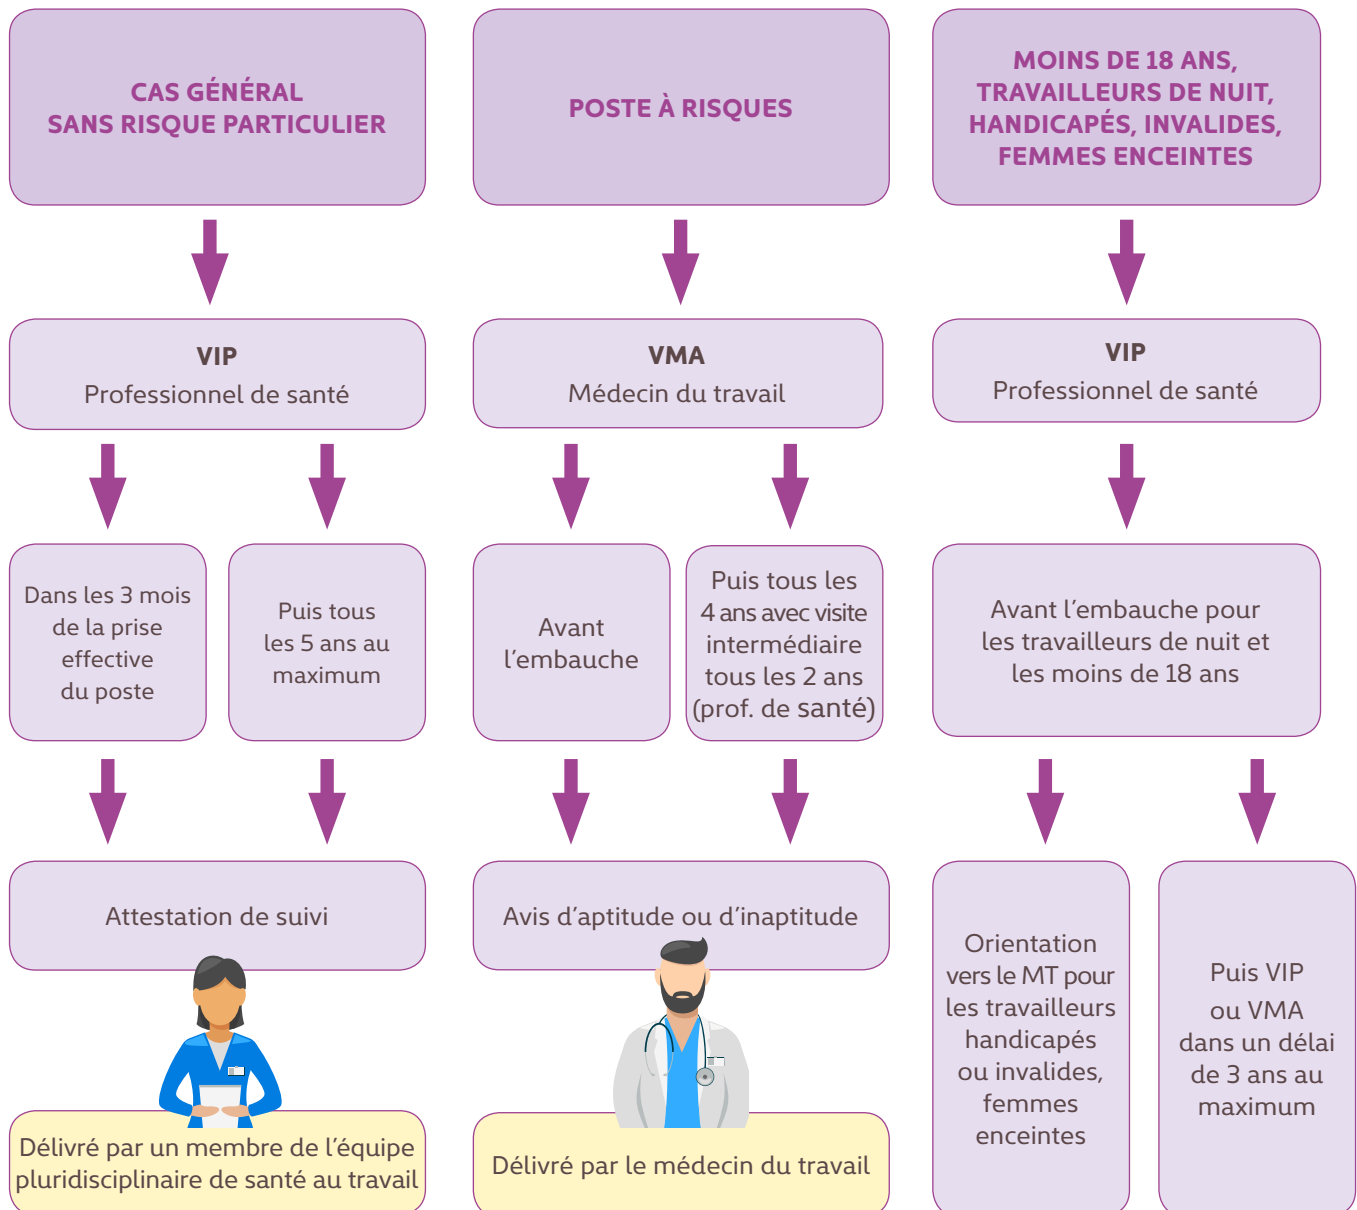 CAS GÉNÉRAL
SANS RISQUE PARTICULIER
POSTE À RISQUES
MOINS DE 18 ANS,
TRAVAILLEURS DE NUIT,
HANDICAPÉS, INVALIDES,
FEMMES ENCEINTES
VIP
Professionnel de santé
VMA
Médecin du travail
VIP
Professionnel de santé
Dans les 3 mois
de la prise
effective
du poste
Puis tous
les 5 ans au
maximum
Avant
l’embauche
Puis tous les
4 ans avec visite
intermédiaire
tous les 2 ans
(prof. de santé)
Avant l’embauche pour
les travailleurs de nuit et
les moins de 18 ans
Attestation de suivi
Avis d’aptitude ou d’inaptitude
Orientation
vers le MT pour
les travailleurs
handicapés
ou invalides,
femmes
enceintes
Puis VIP
ou VMA
dans un délai
de 3 ans au
maximum
Délivré par un membre de l’équipe
pluridisciplinaire de santé au travail
Délivré par le médecin du travail